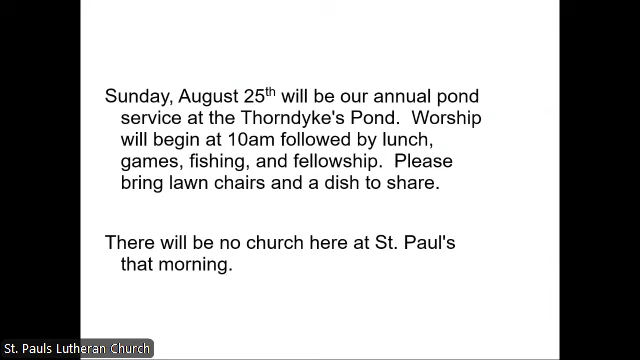 Sunday, August 25th will be our annual pond
service at the Thorndyke's Pond.  Worship
will begin at 10am followed by lunch,
games, fishing, and fellowship.  Please
bring lawn chairs and a dish to share.
There will be no church here at St. Paul's
that morning.
St. Pauls Lutheran Church